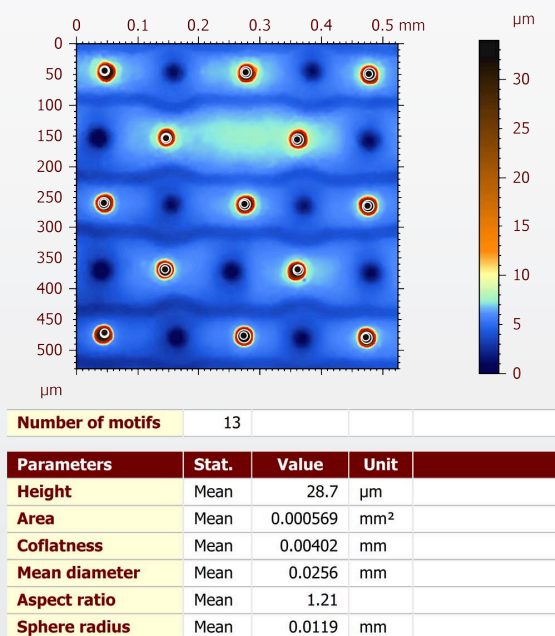 0 0.1 0.2 0.3 0.4 0.5 mm
µm
0
50
100
150
200
250
300
350
400
450
500
µm
30
25
20
15
10
5
0
Number of motifs 13
Parameters Stat. Value Unit
Height Mean 28.7 µm
Area Mean 0.000569 mm²
Coflatness Mean 0.00402 mm
Mean diameter Mean 0.0256 mm
Aspect ratio Mean 1.21
Sphere radius Mean 0.0119 mm